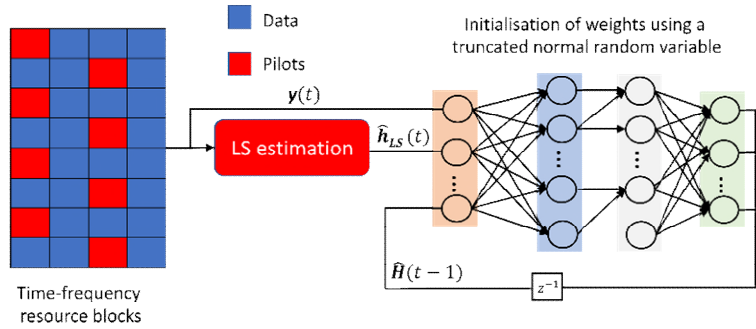 Data
Pilots
Initialisation of weights using a
truncated normal random variable
y(t)
LS estimation
ĥ_LS(t)
Ĥ(t−1)
z⁻¹
Time-frequency
resource blocks